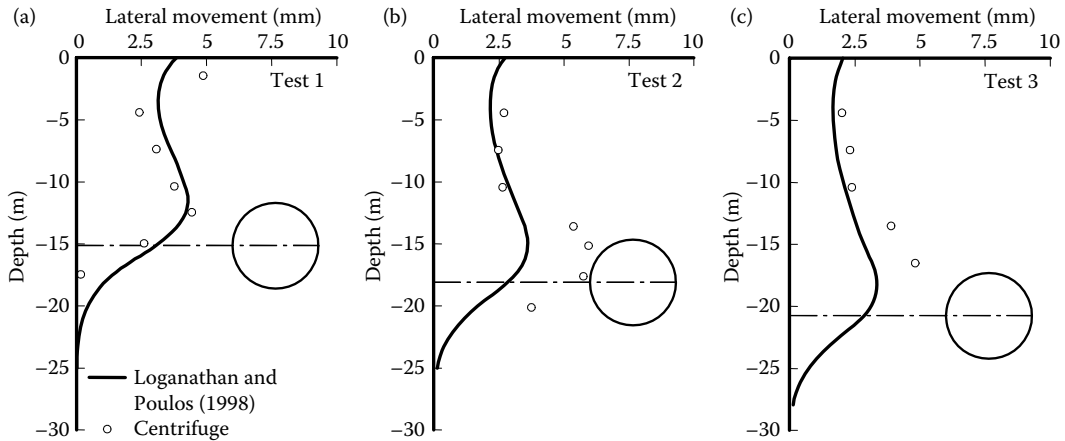 (a)
Lateral movement (mm)
0 2.5 5 7.5 10
0
−5
−10
−15
−20
−25
−30
Depth (m)
Test 1
Loganathan and
Poulos (1998)
Centrifuge
(b)
Lateral movement (mm)
0 2.5 5 7.5 10
0
−5
−10
−15
−20
−25
−30
Depth (m)
Test 2
(c)
Lateral movement (mm)
0 2.5 5 7.5 10
0
−5
−10
−15
−20
−25
−30
Depth (m)
Test 3